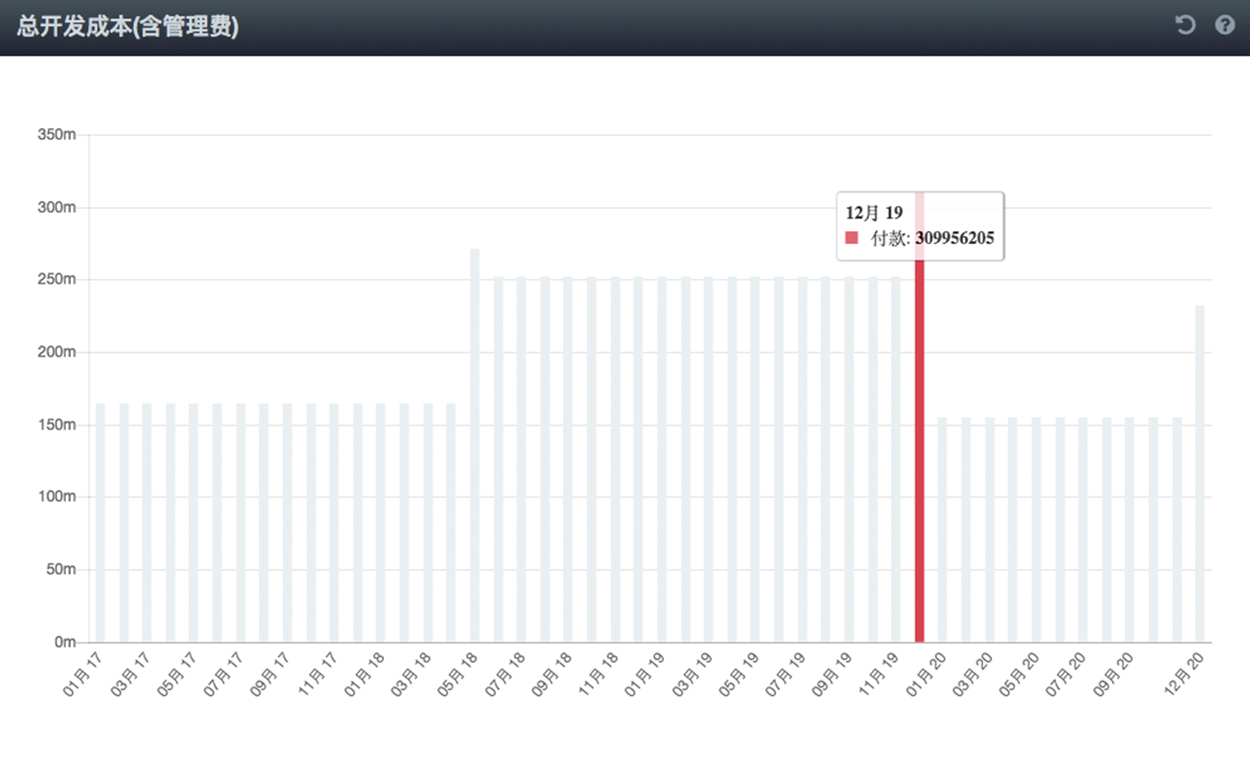 总开发成本(含管理费)
350m
300m
250m
200m
150m
100m
50m
0m
12月 19
付款: 309956205
01月 17
03月 17
05月 17
07月 17
09月 17
11月 17
01月 18
03月 18
05月 18
07月 18
09月 18
11月 18
01月 19
03月 19
05月 19
07月 19
09月 19
11月 19
01月 20
03月 20
05月 20
07月 20
09月 20
12月 20